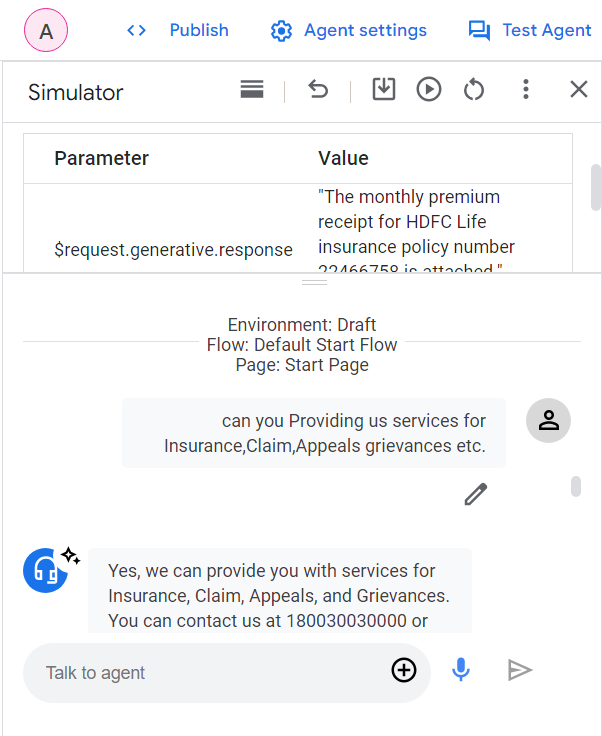 A
<> Publish
Agent settings
Test Agent
Simulator
Parameter Value
"The monthly premium
receipt for HDFC Life
$request.generative.response
insurance policy number
22466758 is attached."
Environment: Draft
Flow: Default Start Flow
Page: Start Page
can you Providing us services for
Insurance,Claim,Appeals grievances etc.
Yes, we can provide you with services for
Insurance, Claim, Appeals, and Grievances.
You can contact us at 180030030000 or
Talk to agent